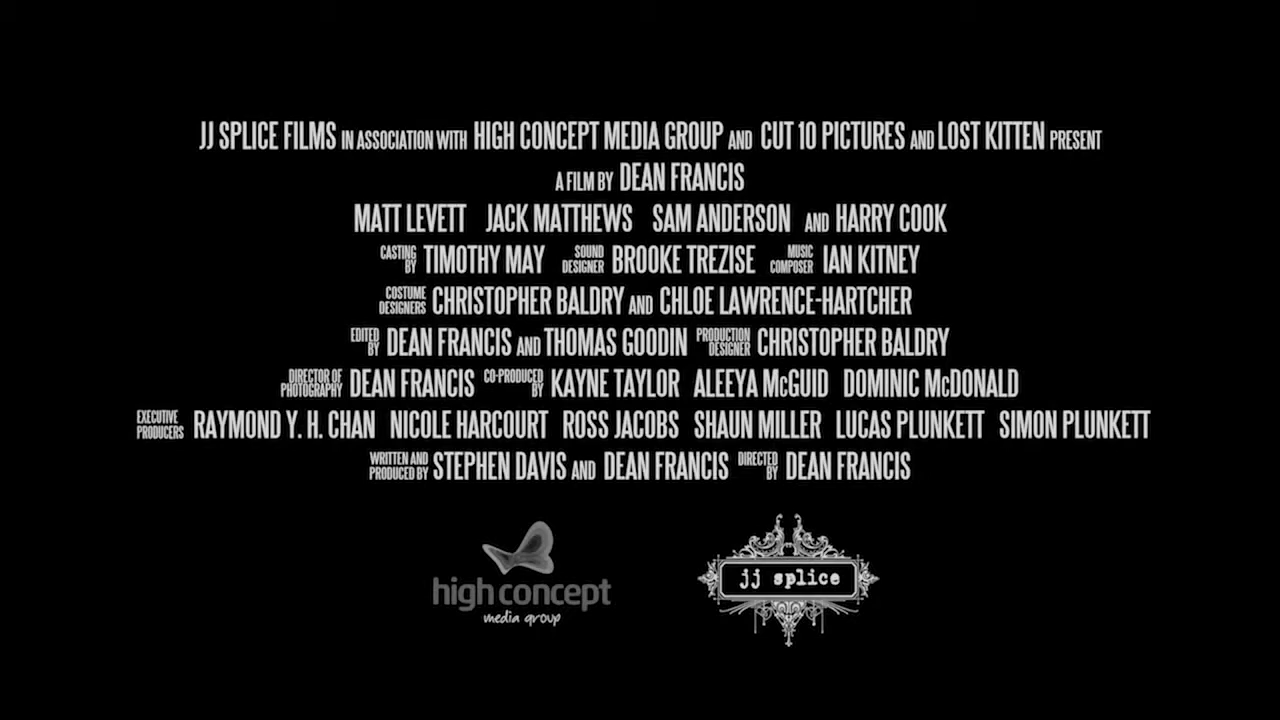 JJ SPLICE FILMS IN ASSOCIATION WITH HIGH CONCEPT MEDIA GROUP AND CUT 10 PICTURES AND LOST KITTEN PRESENT
A FILM BY DEAN FRANCIS
MATT LEVETT JACK MATTHEWS SAM ANDERSON AND HARRY COOK
CASTING BY TIMOTHY MAY SOUND DESIGNER BROOKE TREZISE MUSIC COMPOSER IAN KITNEY
COSTUME DESIGNERS CHRISTOPHER BALDRY AND CHLOE LAWRENCE-HARTCHER
EDITED BY DEAN FRANCIS AND THOMAS GOODIN PRODUCTION DESIGNER CHRISTOPHER BALDRY
DIRECTOR OF PHOTOGRAPHY DEAN FRANCIS CO-PRODUCED BY KAYNE TAYLOR ALEEYA McGUID DOMINIC McDONALD
EXECUTIVE PRODUCERS RAYMOND Y. H. CHAN NICOLE HARCOURT ROSS JACOBS SHAUN MILLER LUCAS PLUNKETT SIMON PLUNKETT
WRITTEN AND PRODUCED BY STEPHEN DAVIS AND DEAN FRANCIS DIRECTED BY DEAN FRANCIS
high concept
media group
jj splice